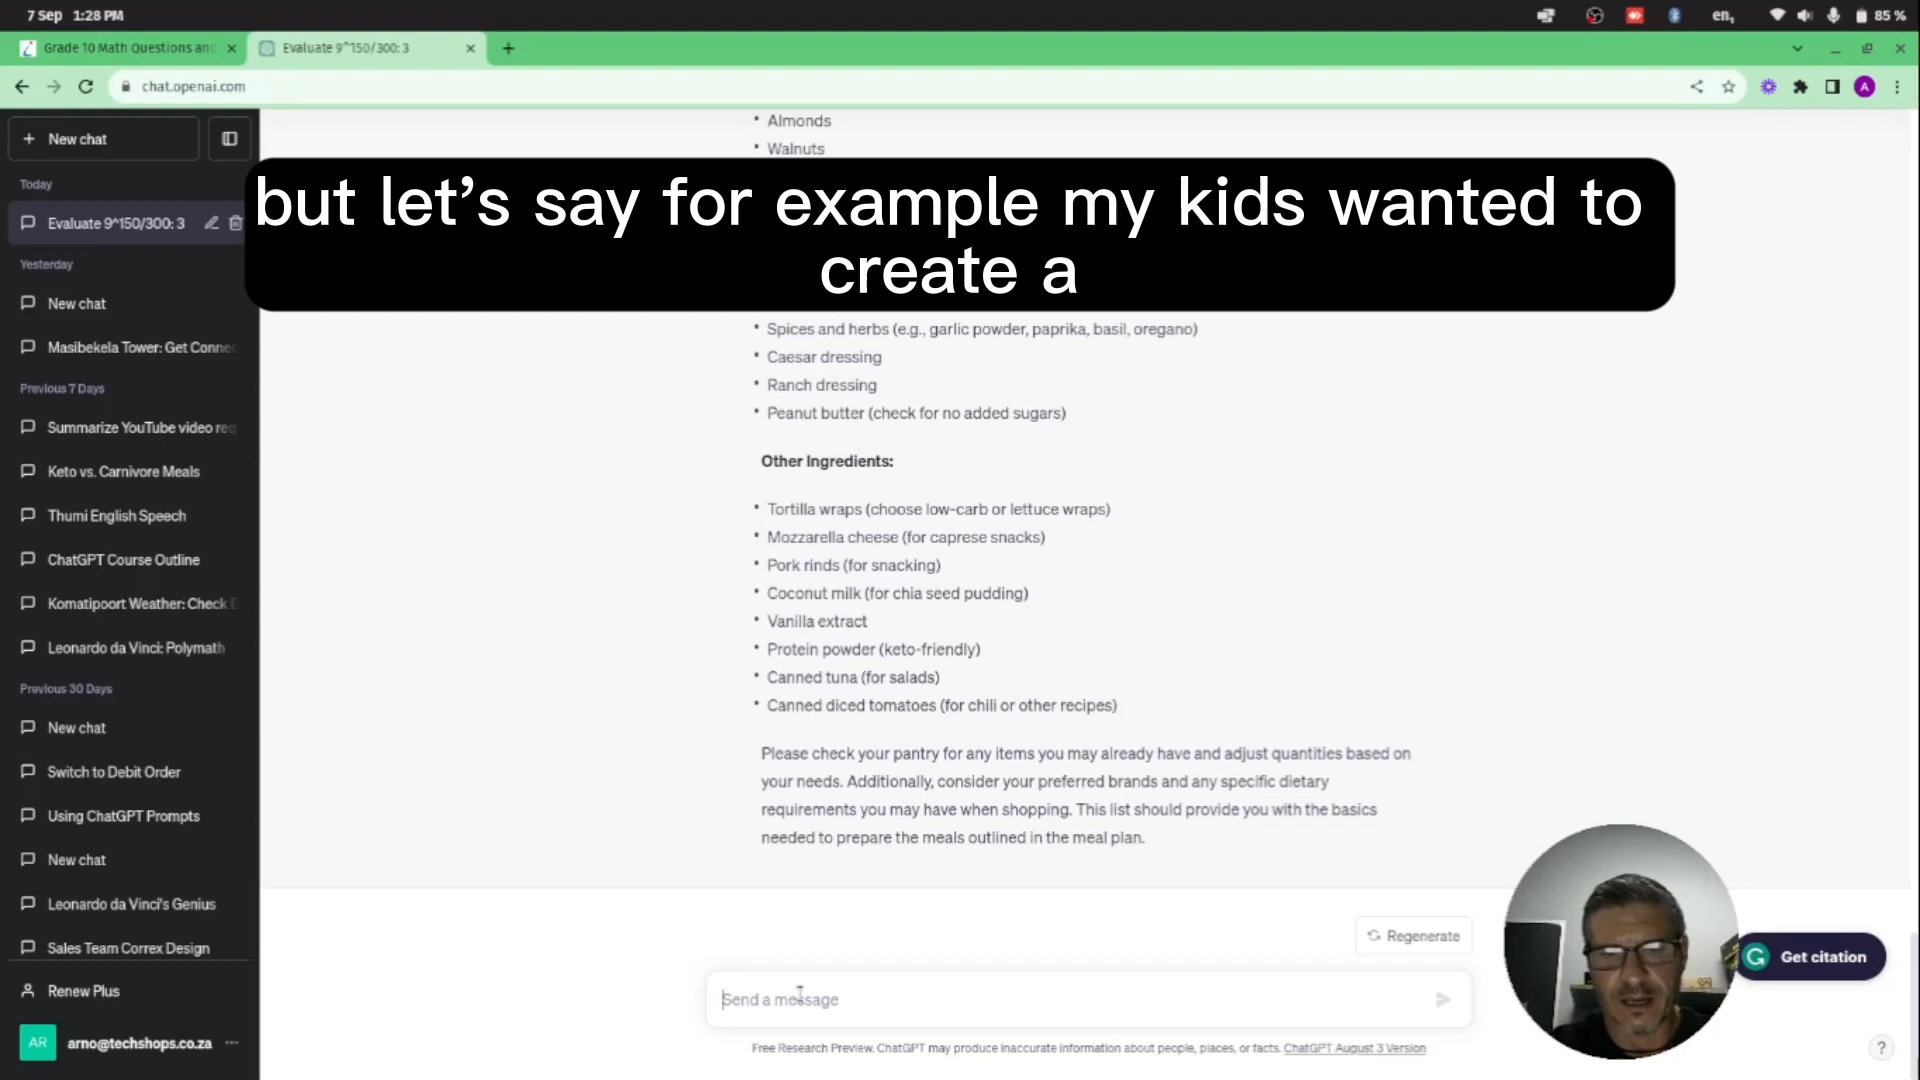 7 Sep 1:28 PM
en,
85 %
Grade 10 Math Questions and
Evaluate 9^150/300: 3
chat.openai.com
A
New chat
Today
Evaluate 9^150/300: 3
Yesterday
New chat
Masibekela Tower: Get Connec
Previous 7 Days
Summarize YouTube video req
Keto vs. Carnivore Meals
Thumi English Speech
ChatGPT Course Outline
Komatipoort Weather: Check E
Leonardo da Vinci: Polymath
Previous 30 Days
New chat
Switch to Debit Order
Using ChatGPT Prompts
New chat
Leonardo da Vinci's Genius
Sales Team Correx Design
Renew Plus
AR
arno@techshops.co.za
• Almonds
• Walnuts
but let's say for example my kids wanted to
create a
• Spices and herbs (e.g., garlic powder, paprika, basil, oregano)
• Caesar dressing
• Ranch dressing
• Peanut butter (check for no added sugars)
Other Ingredients:
• Tortilla wraps (choose low-carb or lettuce wraps)
• Mozzarella cheese (for caprese snacks)
• Pork rinds (for snacking)
• Coconut milk (for chia seed pudding)
• Vanilla extract
• Protein powder (keto-friendly)
• Canned tuna (for salads)
• Canned diced tomatoes (for chili or other recipes)
Please check your pantry for any items you may already have and adjust quantities based on
your needs. Additionally, consider your preferred brands and any specific dietary
requirements you may have when shopping. This list should provide you with the basics
needed to prepare the meals outlined in the meal plan.
Regenerate
G Get citation
Send a message
Free Research Preview. ChatGPT may produce inaccurate information about people, places, or facts. ChatGPT August 3 Version
?